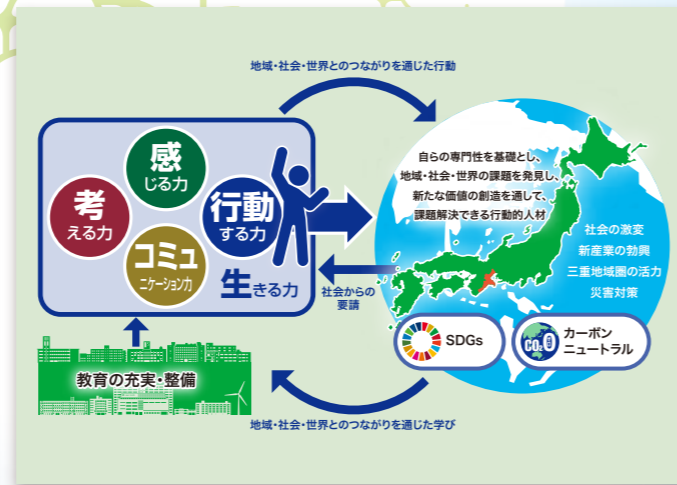 地域・社会・世界とのつながりを通じた行動
感
じる力
考
える力
行動
する力
コミュ
ニケーション力
生きる力
自らの専門性を基礎とし、
地域・社会・世界の課題を発見し、
新たな価値の創造を通して、
課題解決できる行動的人材
社会の激変
新産業の勃興
三重地域圏の活力
災害対策
社会からの
要請
SDGs
CO₂
カーボン
ニュートラル
教育の充実・整備
地域・社会・世界とのつながりを通じた学び